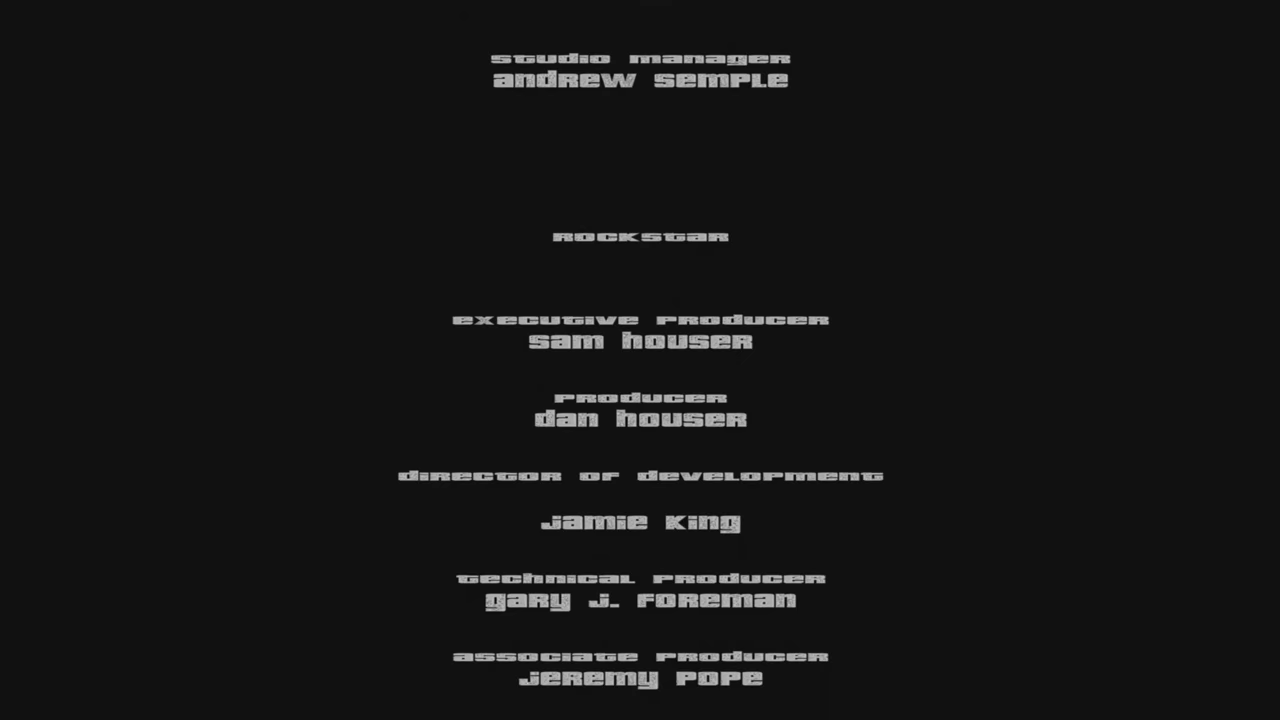 studio manager
andrew semple
rockstar
executive producer
sam houser
producer
dan houser
director of development
jamie king
technical producer
gary j. foreman
associate producer
jeremy pope